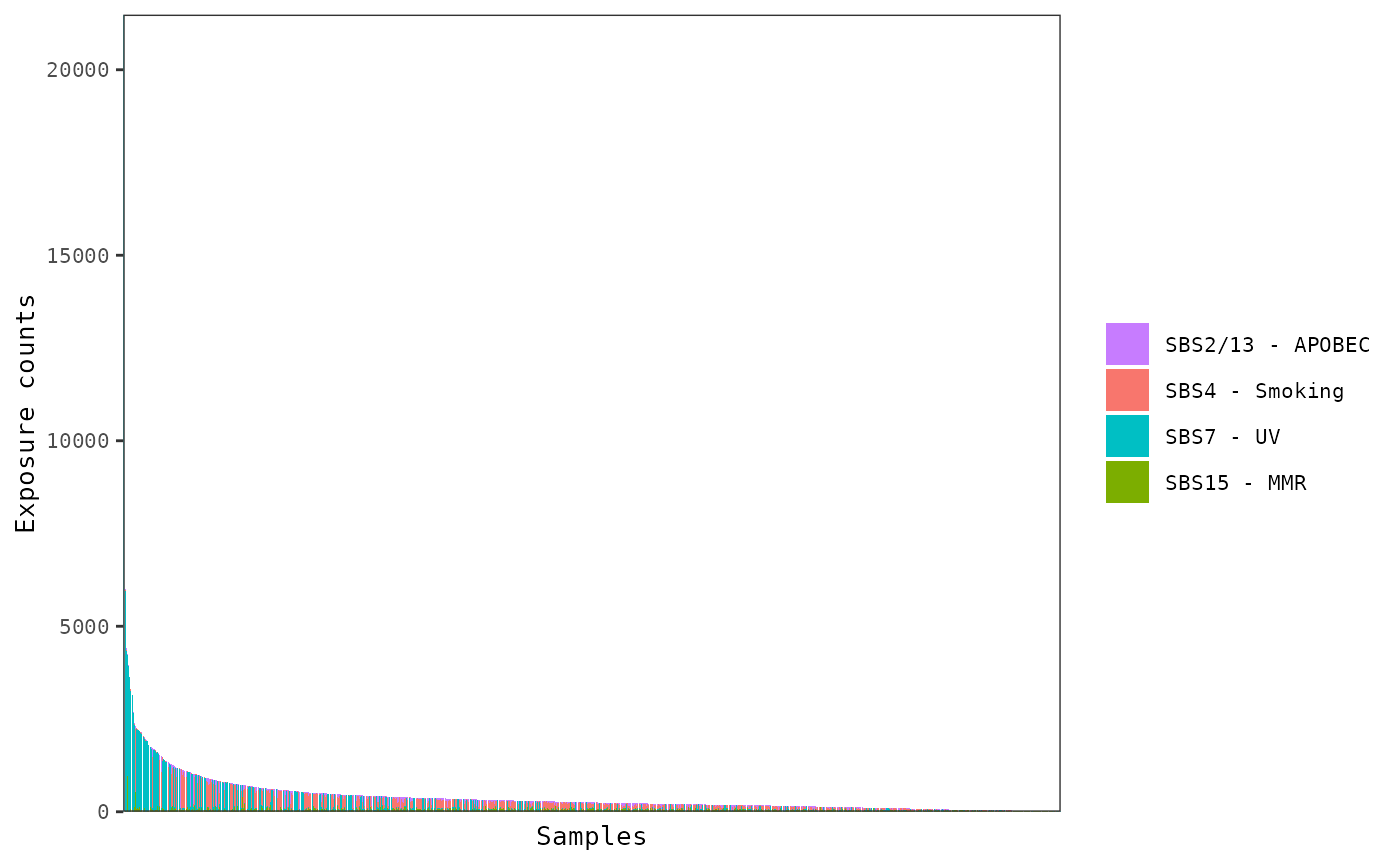 20000
15000
10000
5000
0
Exposure counts
Samples
SBS2/13 - APOBEC
SBS4 - Smoking
SBS7 - UV
SBS15 - MMR